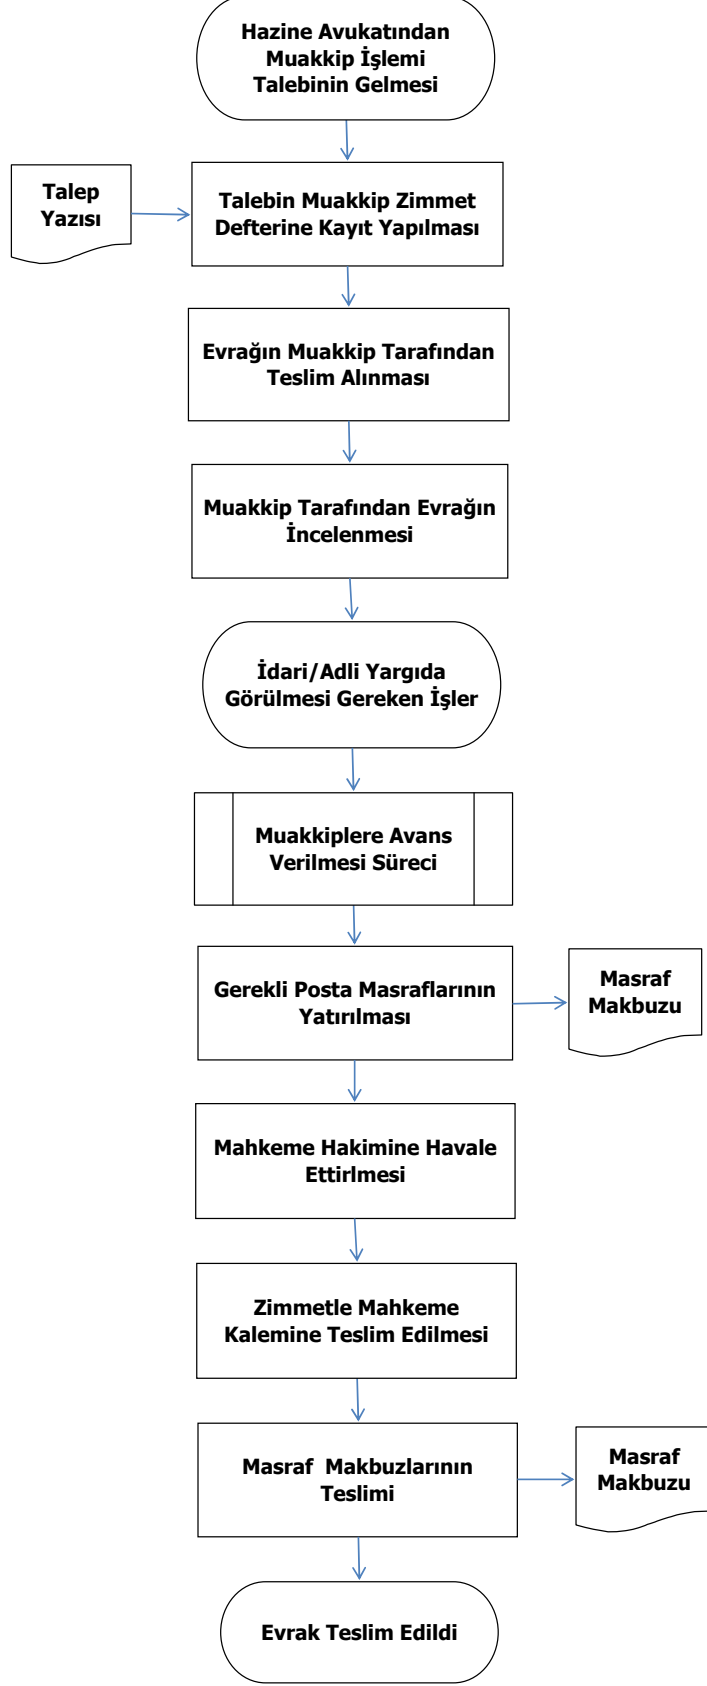 Hazine Avukatından
Muakkip İşlemi
Talebinin Gelmesi
Talep
Yazısı
Talebin Muakkip Zimmet
Defterine Kayıt Yapılması
Evrağın Muakkip Tarafından
Teslim Alınması
Muakkip Tarafından Evrağın
İncelenmesi
İdari/Adli Yargıda
Görülmesi Gereken İşler
Muakkiplere Avans
Verilmesi Süreci
Gerekli Posta Masraflarının
Yatırılması
Masraf
Makbuzu
Mahkeme Hakimine Havale
Ettirlmesi
Zimmetle Mahkeme
Kalemine Teslim Edilmesi
Masraf  Makbuzlarının
Teslimi
Masraf
Makbuzu
Evrak Teslim Edildi